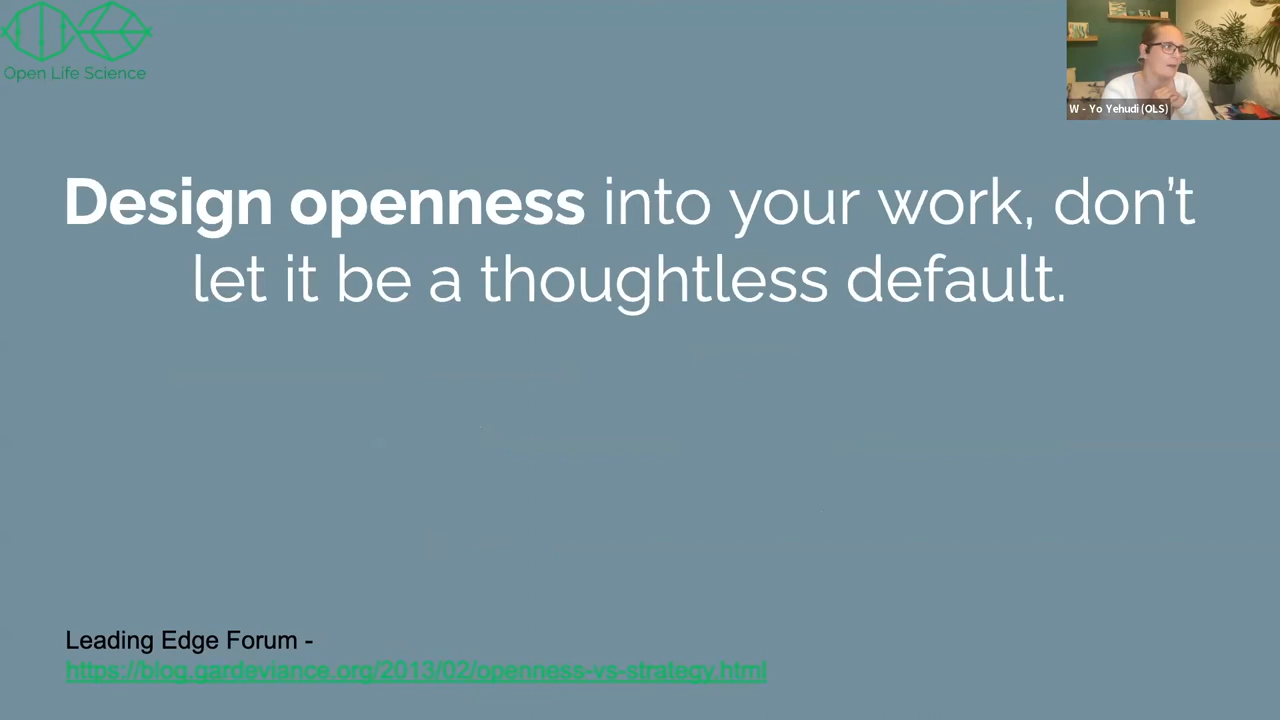 Open Life Science
W - Yo Yehudi (OLS)
Design openness into your work, don't
let it be a thoughtless default.
Leading Edge Forum -
https://blog.gardeviance.org/2013/02/openness-vs-strategy.html